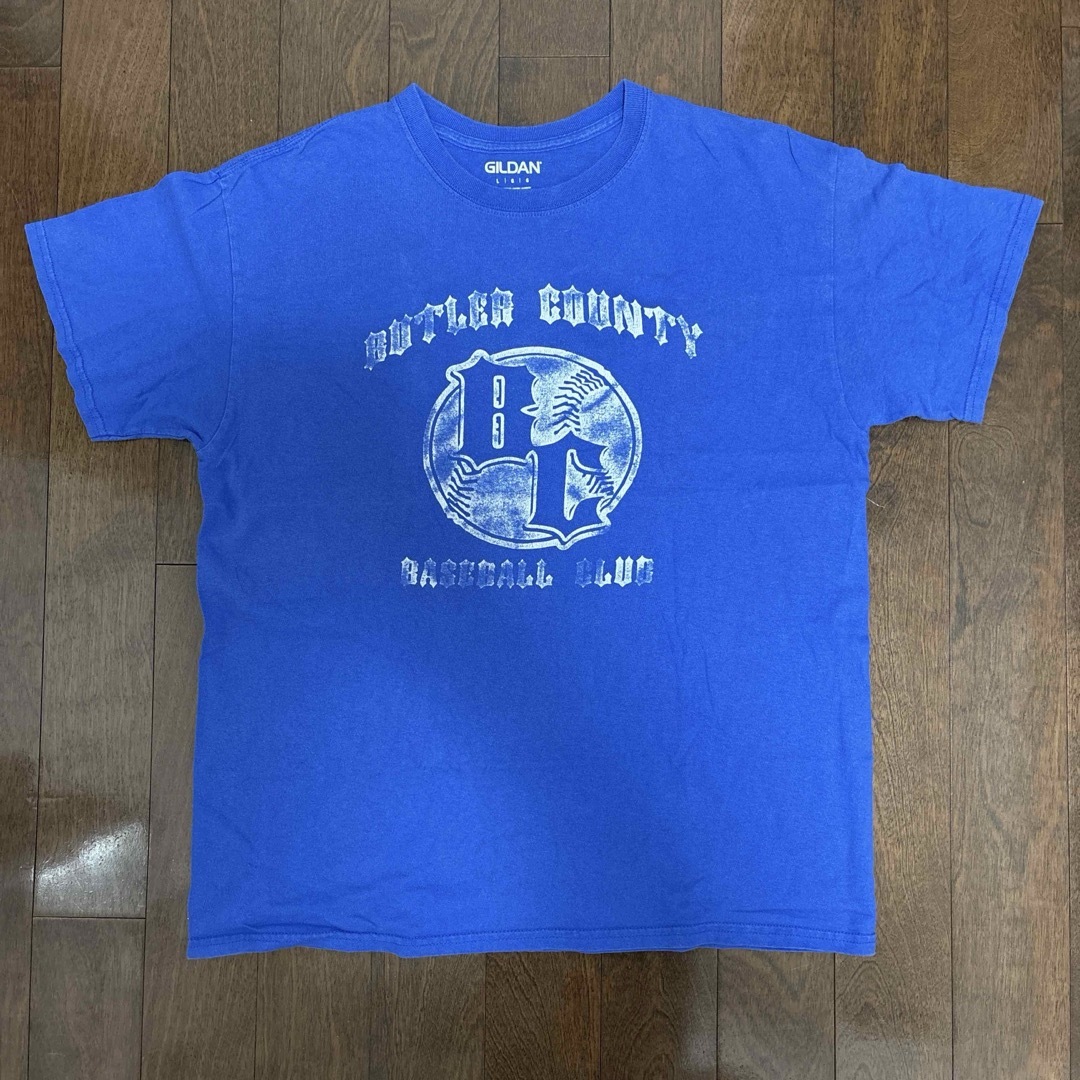 GILDAN
L | G | G
BUTLER COUNTY
BC
BASEBALL CLUB